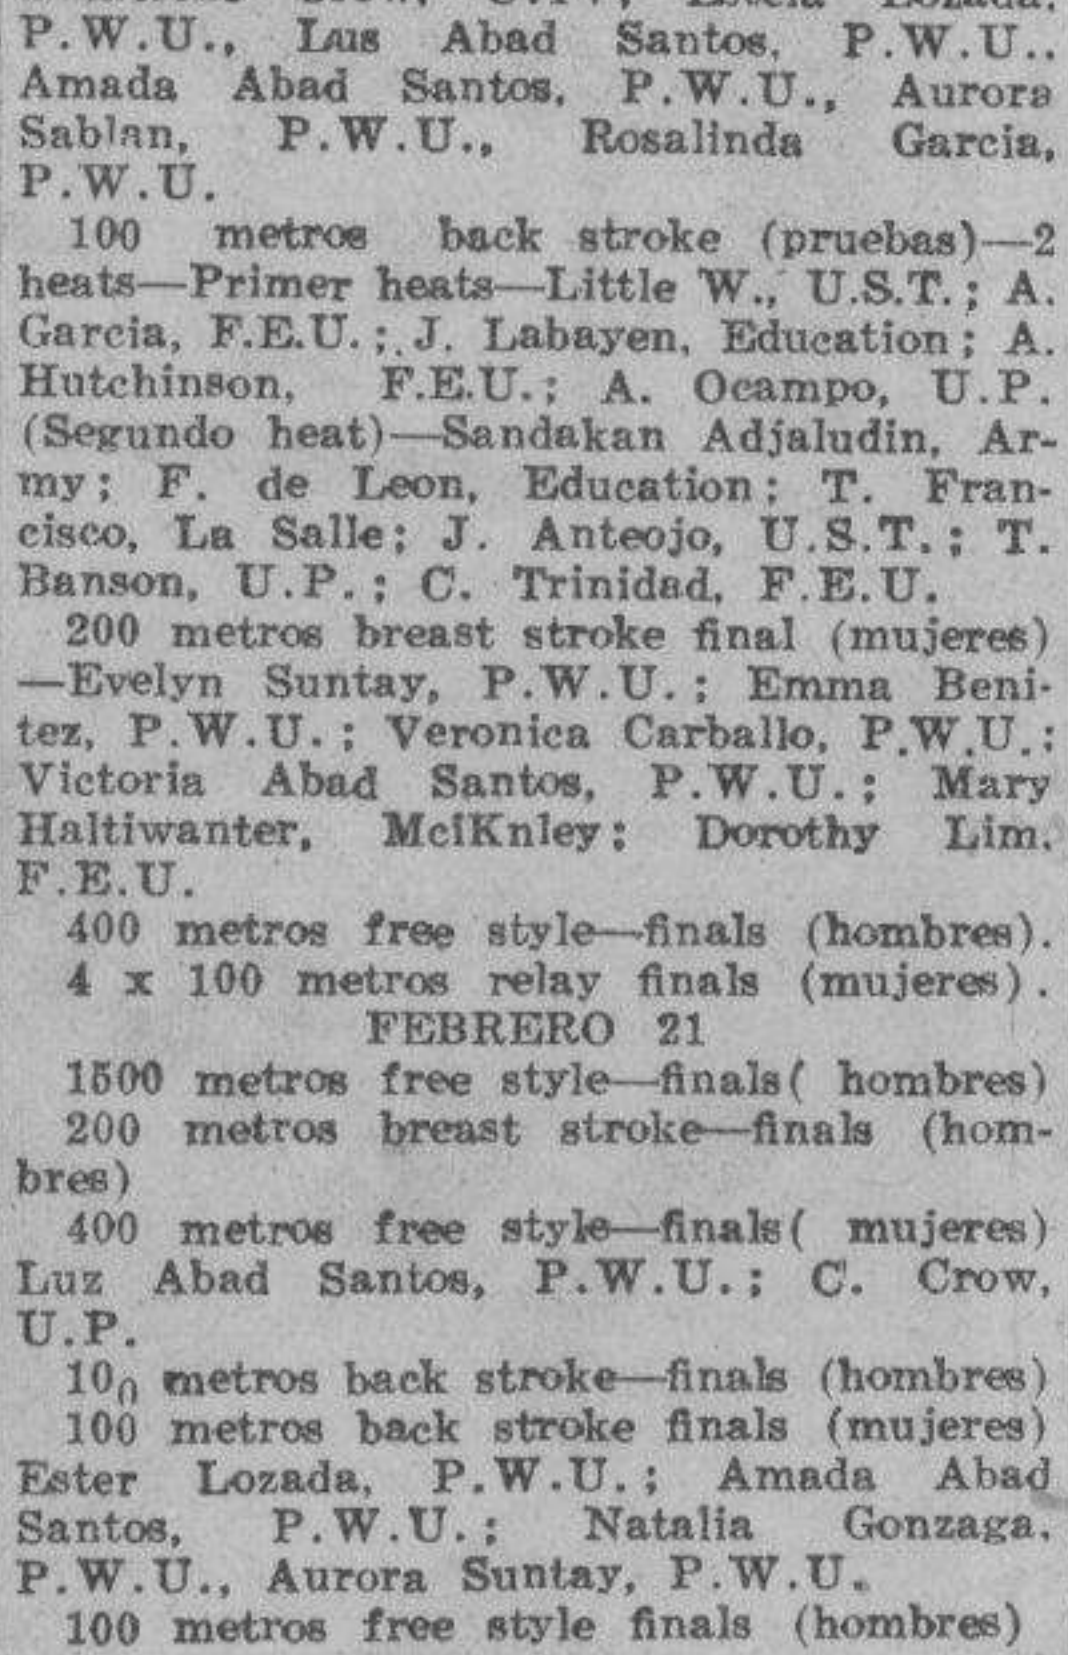 P.W.U., Lus Abad Santos, P.W.U.,
Amada Abad Santos, P.W.U., Aurora
Sablan, P.W.U., Rosalinda Garcia,
P.W.U.
100 metros back stroke (pruebas)—2
heats—Primer heats—Little W., U.S.T.; A.
Garcia, F.E.U.; J. Labayen, Education; A.
Hutchinson, F.E.U.; A. Ocampo, U.P.
(Segundo heat)—Sandakan Adjaludin, Ar-
my; F. de Leon, Education; T. Fran-
cisco, La Salle; J. Anteojo, U.S.T.; T.
Banson, U.P.; C. Trinidad, F.E.U.
200 metros breast stroke final (mujeres)
—Evelyn Suntay, P.W.U.; Emma Beni-
tez, P.W.U.; Veronica Carballo, P.W.U.;
Victoria Abad Santos, P.W.U.; Mary
Haltiwanter, MciKnley; Dorothy Lim,
F.E.U.
400 metros free style—finals (hombres).
4 x 100 metros relay finals (mujeres).
FEBRERO 21
1500 metros free style—finals( hombres)
200 metros breast stroke—finals (hom-
bres)
400 metros free style—finals( mujeres)
Luz Abad Santos, P.W.U.; C. Crow,
U.P.
100 metros back stroke—finals (hombres)
100 metros back stroke finals (mujeres)
Ester Lozada, P.W.U.; Amada Abad
Santos, P.W.U.; Natalia Gonzaga,
P.W.U., Aurora Suntay, P.W.U.
100 metros free style finals (hombres)